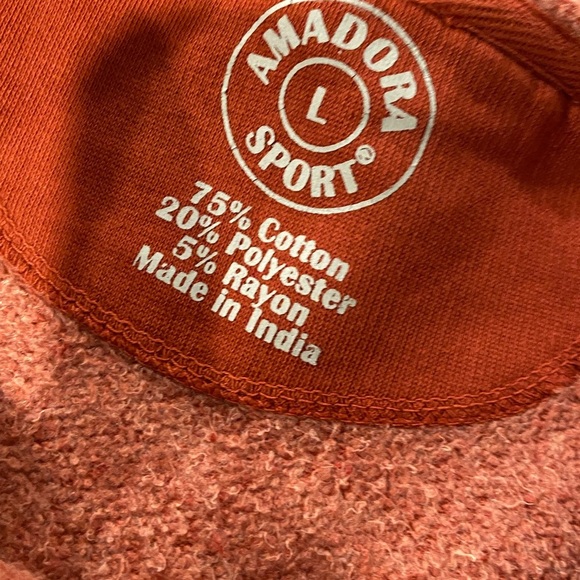 AMADORA
L
SPORT®
75% Cotton
20% Polyester
5% Rayon
Made in India